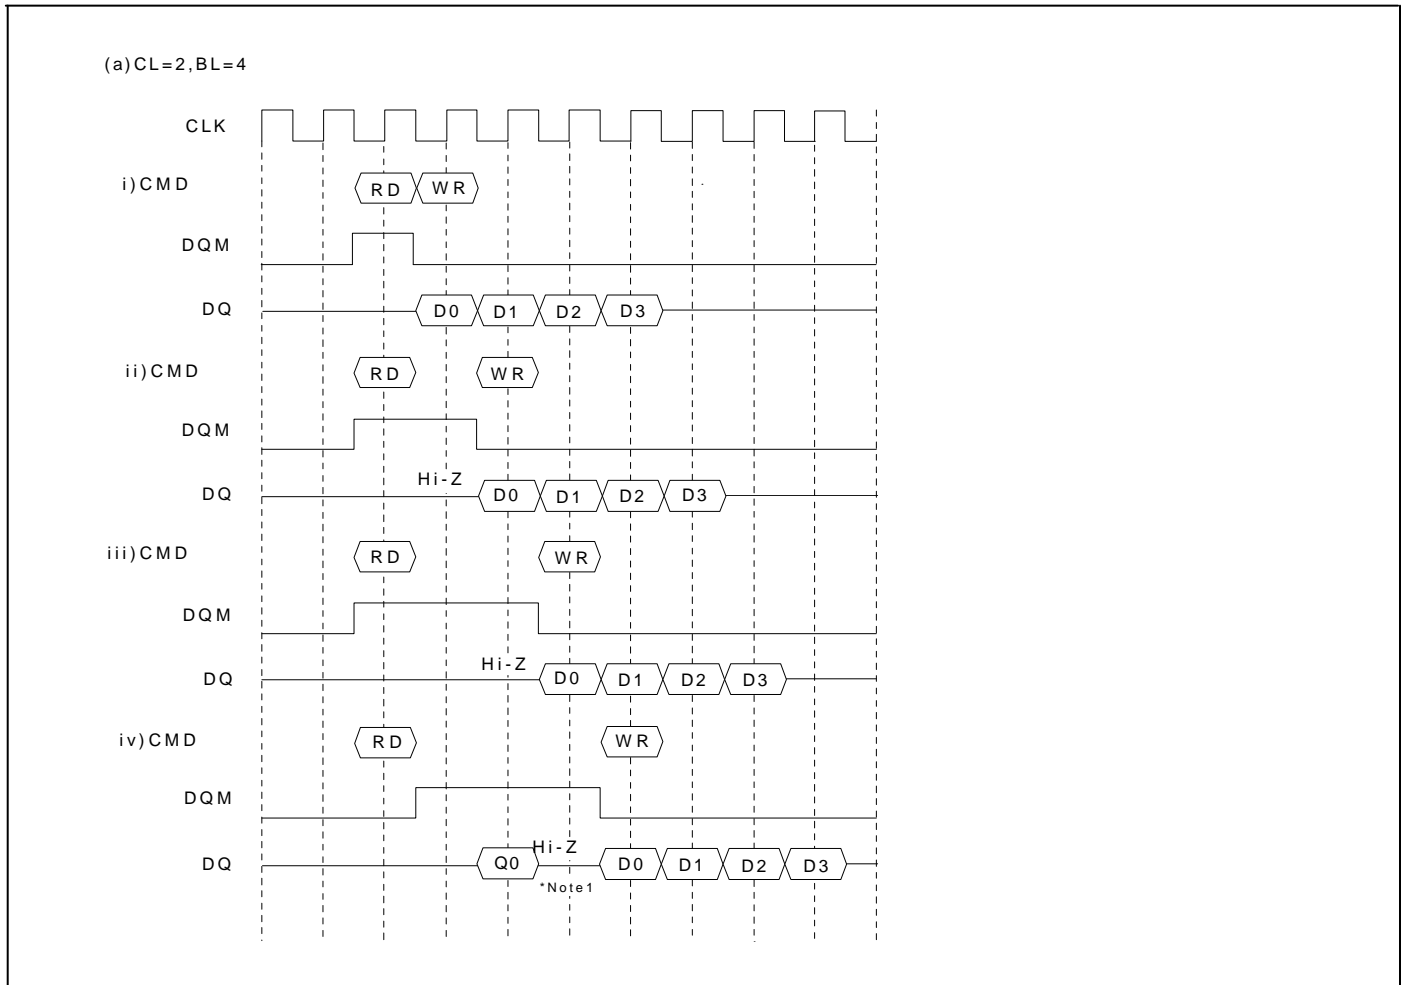 (a)CL=2,BL=4
CLK
i)CMD RD WR
DQM
DQ D0 D1 D2 D3
ii)CMD RD WR
DQM
Hi-Z
DQ D0 D1 D2 D3
iii)CMD RD WR
DQM
Hi-Z
DQ D0 D1 D2 D3
iv)CMD RD WR
DQM
Hi-Z
DQ Q0 D0 D1 D2 D3
*Note1